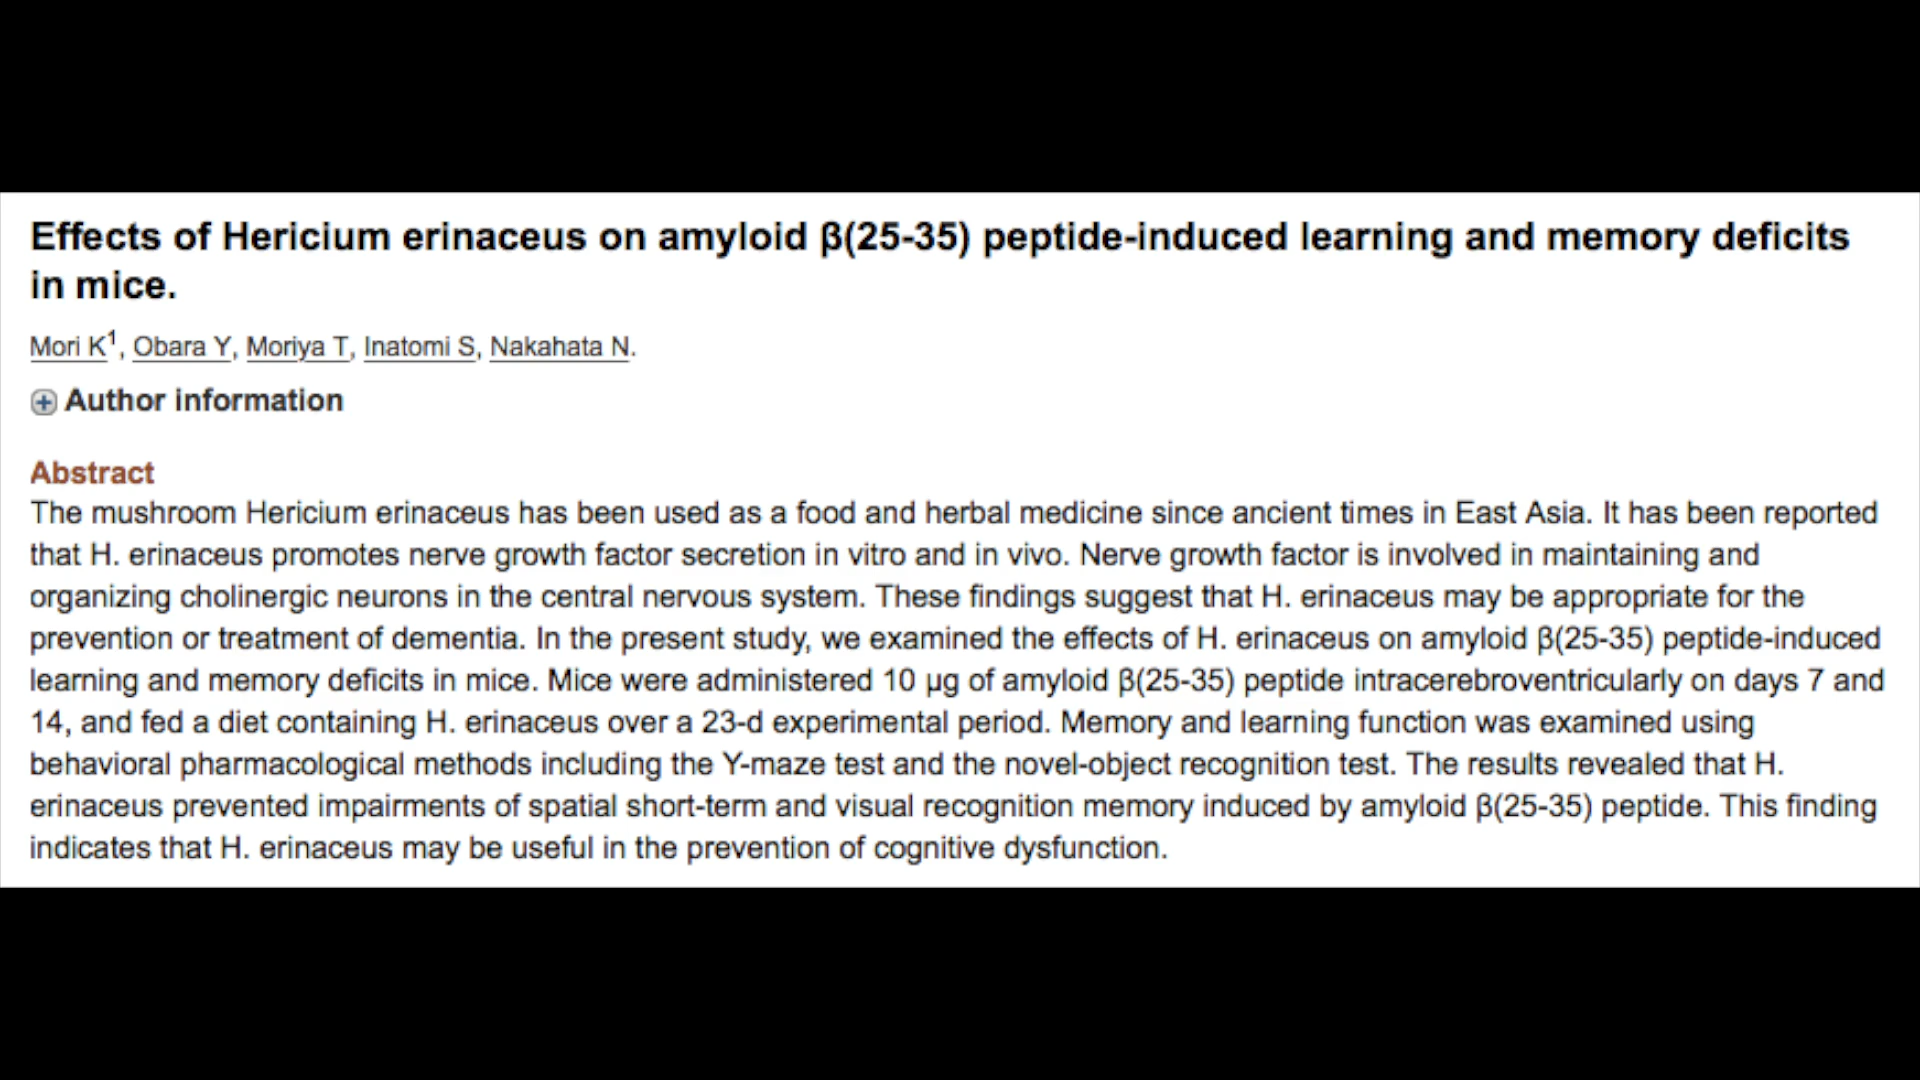 Effects of Hericium erinaceus on amyloid β(25-35) peptide-induced learning and memory deficits
in mice.
Mori K1, Obara Y, Moriya T, Inatomi S, Nakahata N.
Author information
Abstract
The mushroom Hericium erinaceus has been used as a food and herbal medicine since ancient times in East Asia. It has been reported
that H. erinaceus promotes nerve growth factor secretion in vitro and in vivo. Nerve growth factor is involved in maintaining and
organizing cholinergic neurons in the central nervous system. These findings suggest that H. erinaceus may be appropriate for the
prevention or treatment of dementia. In the present study, we examined the effects of H. erinaceus on amyloid β(25-35) peptide-induced
learning and memory deficits in mice. Mice were administered 10 μg of amyloid β(25-35) peptide intracerebroventricularly on days 7 and
14, and fed a diet containing H. erinaceus over a 23-d experimental period. Memory and learning function was examined using
behavioral pharmacological methods including the Y-maze test and the novel-object recognition test. The results revealed that H.
erinaceus prevented impairments of spatial short-term and visual recognition memory induced by amyloid β(25-35) peptide. This finding
indicates that H. erinaceus may be useful in the prevention of cognitive dysfunction.